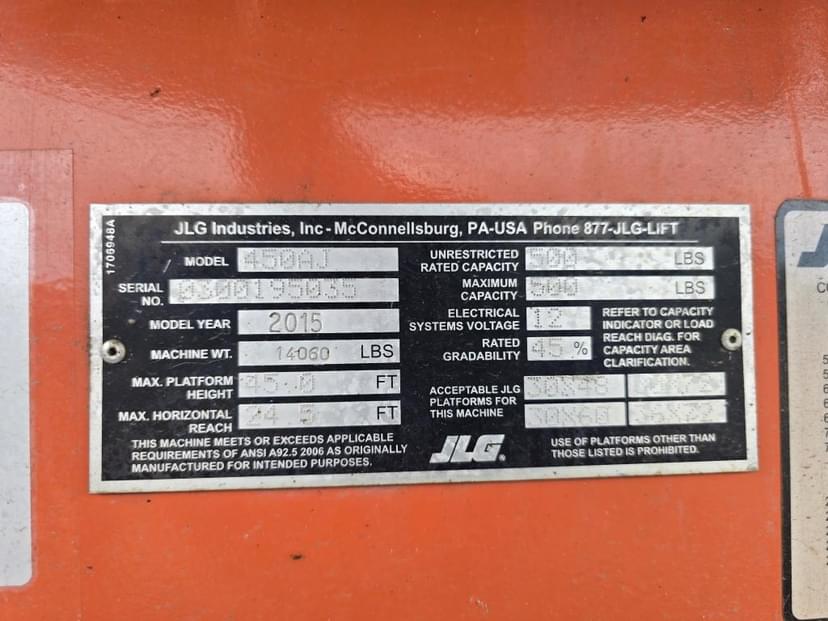 1706948A
JLG Industries, Inc - McConnellsburg, PA-USA Phone 877-JLG-LIFT
MODEL 450AJ
SERIAL NO. 0300195035
MODEL YEAR 2015
MACHINE WT. 14060 LBS
MAX. PLATFORM HEIGHT 45.0 FT
MAX. HORIZONTAL REACH 24.5 FT
THIS MACHINE MEETS OR EXCEEDS APPLICABLE
REQUIREMENTS OF ANSI A92.5 2006 AS ORIGINALLY
MANUFACTURED FOR INTENDED PURPOSES.
UNRESTRICTED RATED CAPACITY 500 LBS
MAXIMUM CAPACITY 500 LBS
ELECTRICAL SYSTEMS VOLTAGE 12
RATED GRADABILITY 45 %
REFER TO CAPACITY
INDICATOR OR LOAD
REACH DIAG. FOR
CAPACITY AREA
CLARIFICATION.
ACCEPTABLE JLG
PLATFORMS FOR
THIS MACHINE
30X48
30X60
JLG
USE OF PLATFORMS OTHER THAN
THOSE LISTED IS PROHIBITED.